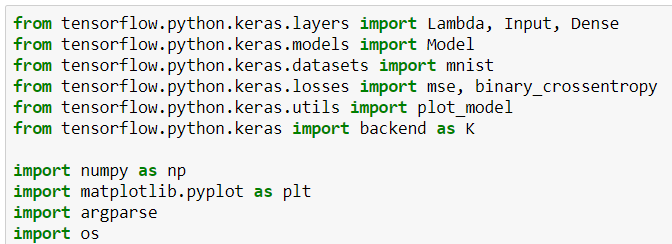 from tensorflow.python.keras.layers import Lambda, Input, Dense
from tensorflow.python.keras.models import Model
from tensorflow.python.keras.datasets import mnist
from tensorflow.python.keras.losses import mse, binary_crossentropy
from tensorflow.python.keras.utils import plot_model
from tensorflow.python.keras import backend as K
import numpy as np
import matplotlib.pyplot as plt
import argparse
import os